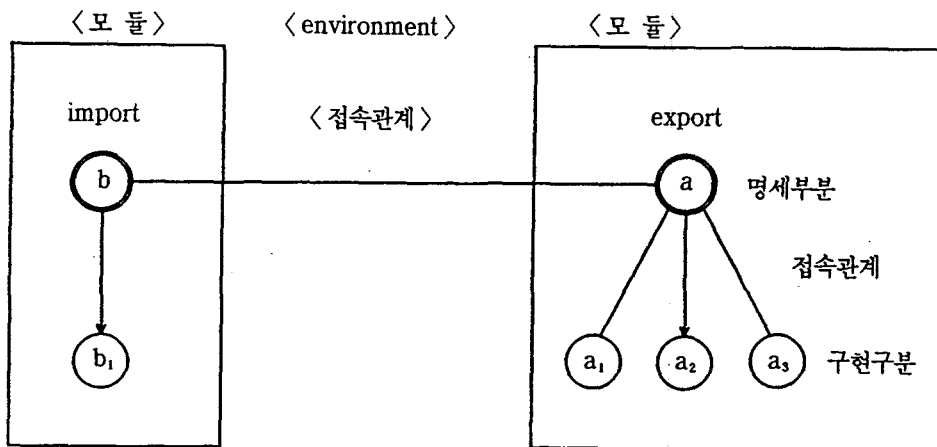 〈모 듈〉 〈environment〉 〈모 듈〉
import 〈접속관계〉 export
b a 명세부분
접속관계
b₁ a₁ a₂ a₃ 구현구분